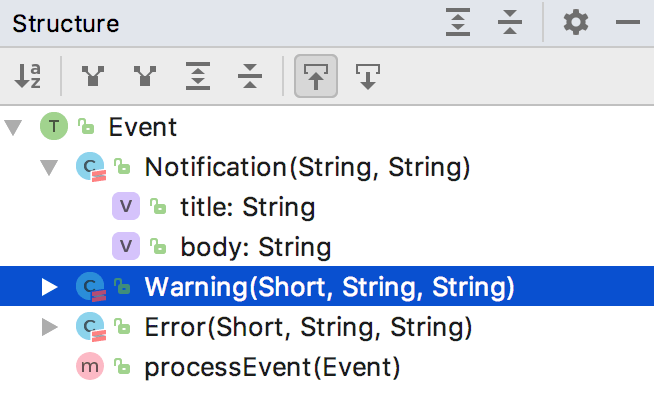 Structure
a z
T Event
C Notification(String, String)
V title: String
V body: String
C Warning(Short, String, String)
C Error(Short, String, String)
m processEvent(Event)